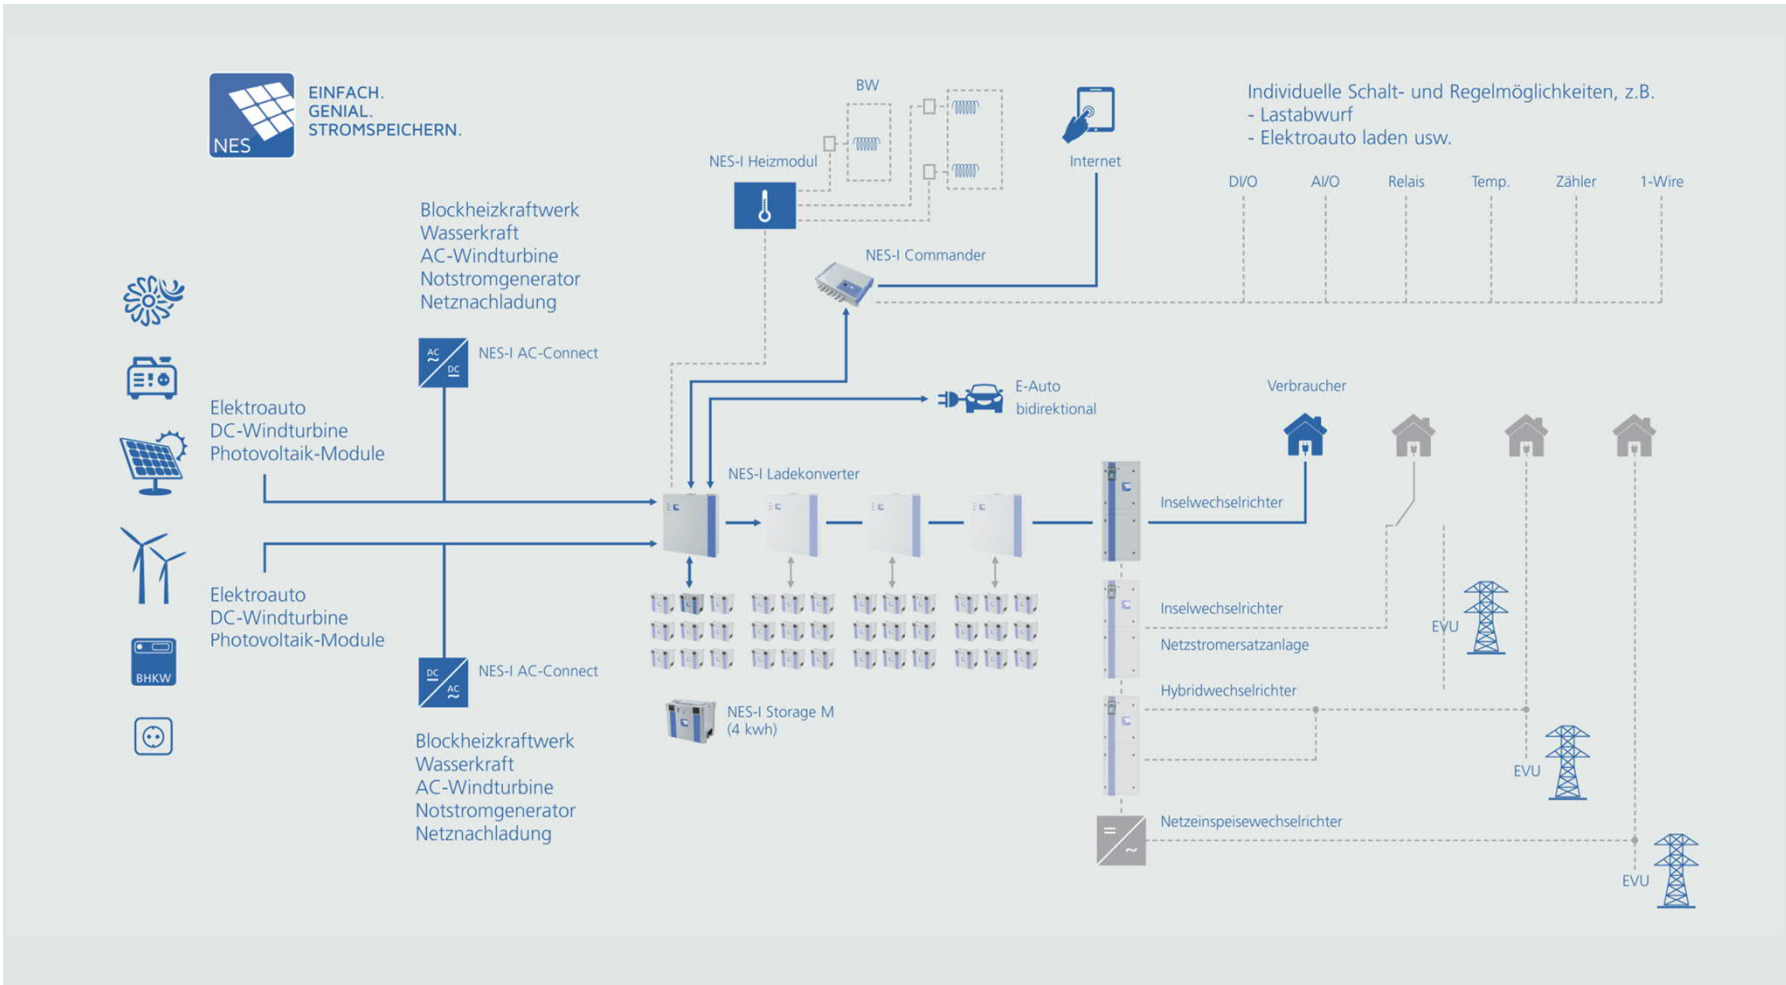 NES
EINFACH.
GENIAL.
STROMSPEICHERN.
BW
NES-I Heizmodul
Internet
Individuelle Schalt- und Regelmöglichkeiten, z.B.
- Lastabwurf
- Elektroauto laden usw.
DI/O
AI/O
Relais
Temp.
Zähler
1-Wire
Blockheizkraftwerk
Wasserkraft
AC-Windturbine
Notstromgenerator
Netznachladung
NES-I Commander
AC
DC
NES-I AC-Connect
E-Auto
bidirektional
Verbraucher
Elektroauto
DC-Windturbine
Photovoltaik-Module
NES-I Ladekonverter
Inselwechselrichter
Elektroauto
DC-Windturbine
Photovoltaik-Module
Inselwechselrichter
EVU
Netzstromersatzanlage
BHKW
DC
AC
NES-I AC-Connect
Hybridwechselrichter
NES-I Storage M
(4 kwh)
Blockheizkraftwerk
Wasserkraft
AC-Windturbine
Notstromgenerator
Netznachladung
EVU
Netzeinspeisewechselrichter
EVU